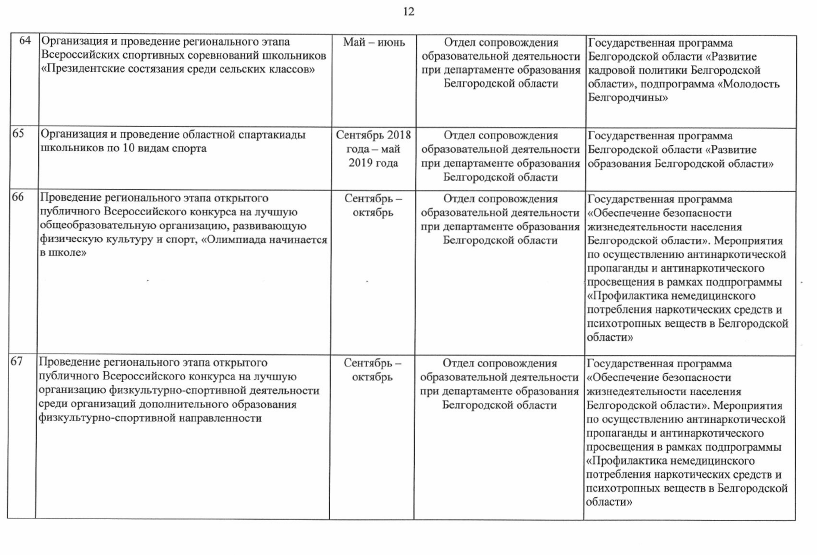 12
64
Организация и проведение регионального этапа
Всероссийских спортивных соревнований школьников
«Президентские состязания среди сельских классов»
Май – июнь
Отдел сопровождения
образовательной деятельности
при департаменте образования
Белгородской области
Государственная программа
Белгородской области «Развитие
кадровой политики Белгородской
области», подпрограмма «Молодость
Белгородчины»
65
Организация и проведение областной спартакиады
школьников по 10 видам спорта
Сентябрь 2018
года – май
2019 года
Отдел сопровождения
образовательной деятельности
при департаменте образования
Белгородской области
Государственная программа
Белгородской области «Развитие
образования Белгородской области»
66
Проведение регионального этапа открытого
публичного Всероссийского конкурса на лучшую
общеобразовательную организацию, развивающую
физическую культуру и спорт, «Олимпиада начинается
в школе»
Сентябрь –
октябрь
Отдел сопровождения
образовательной деятельности
при департаменте образования
Белгородской области
Государственная программа
«Обеспечение безопасности
жизнедеятельности населения
Белгородской области». Мероприятия
по осуществлению антинаркотической
пропаганды и антинаркотического
просвещения в рамках подпрограммы
«Профилактика немедицинского
потребления наркотических средств и
психотропных веществ в Белгородской
области»
67
Проведение регионального этапа открытого
публичного Всероссийского конкурса на лучшую
организацию физкультурно-спортивной деятельности
среди организаций дополнительного образования
физкультурно-спортивной направленности
Сентябрь –
октябрь
Отдел сопровождения
образовательной деятельности
при департаменте образования
Белгородской области
Государственная программа
«Обеспечение безопасности
жизнедеятельности населения
Белгородской области». Мероприятия
по осуществлению антинаркотической
пропаганды и антинаркотического
просвещения в рамках подпрограммы
«Профилактика немедицинского
потребления наркотических средств и
психотропных веществ в Белгородской
области»